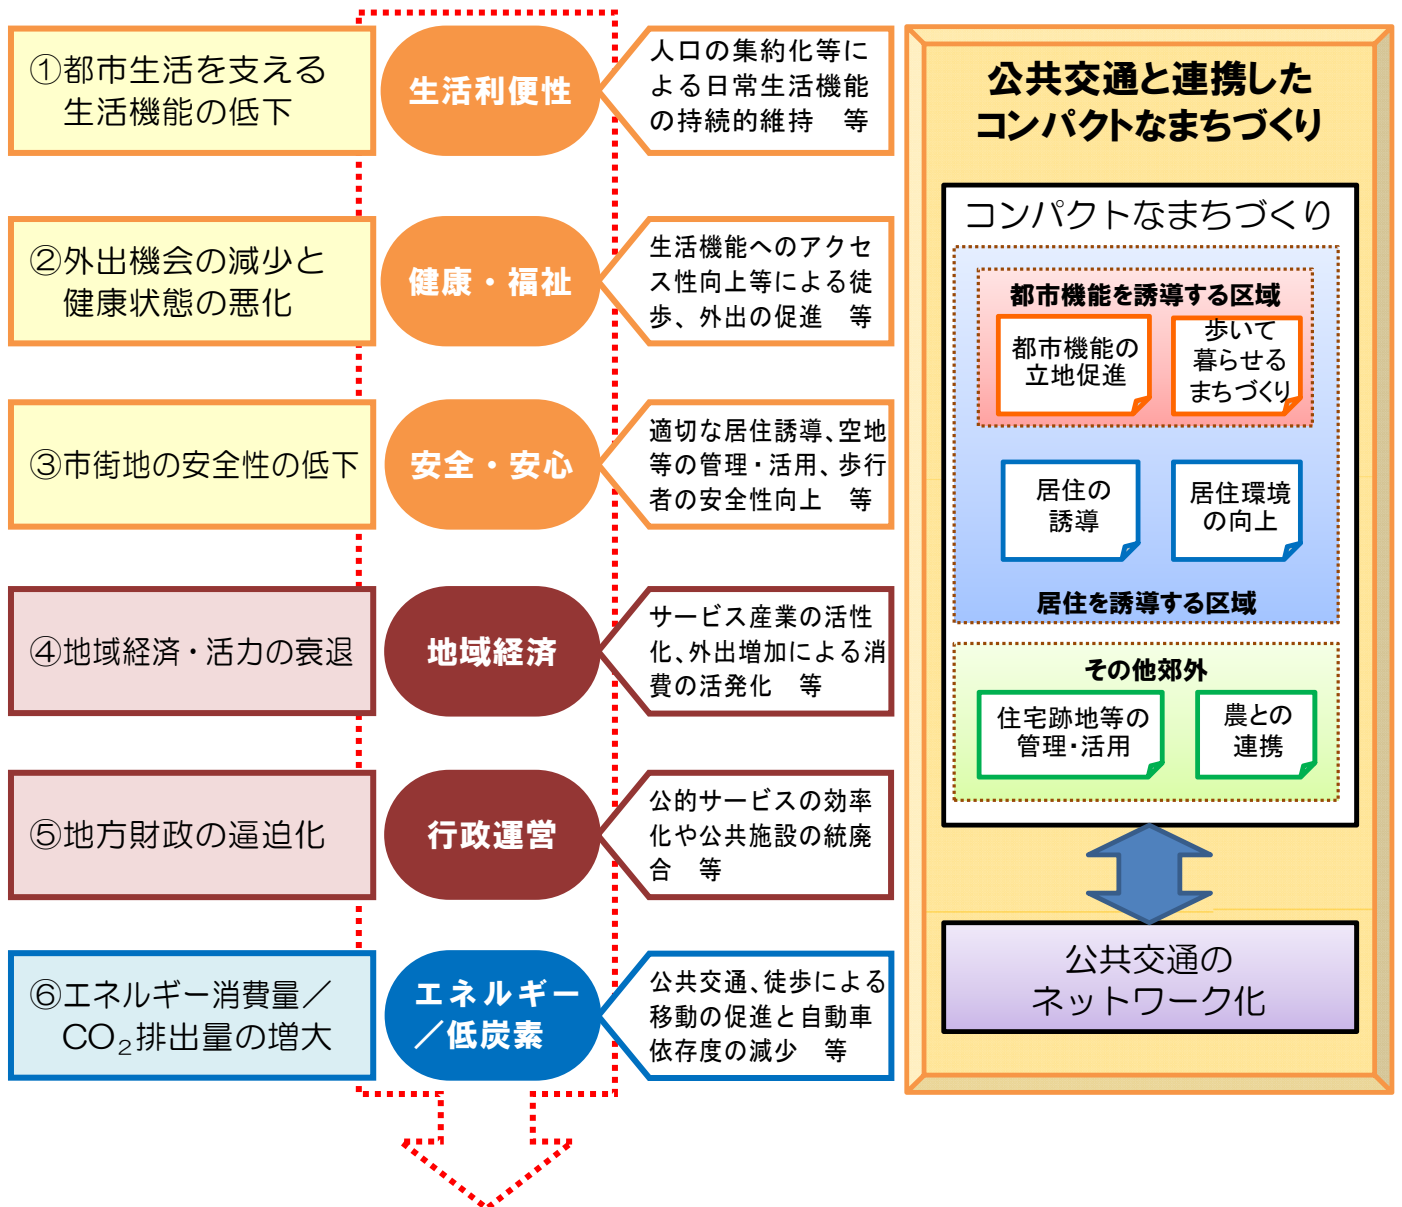 ①都市生活を支える
生活機能の低下
生活利便性
人口の集約化等に
よる日常生活機能
の持続的維持　等
②外出機会の減少と
健康状態の悪化
健康・福祉
生活機能へのアクセ
ス性向上等による徒
歩、外出の促進　等
③市街地の安全性の低下
安全・安心
適切な居住誘導、空地
等の管理・活用、歩行
者の安全性向上　等
④地域経済・活力の衰退
地域経済
サービス産業の活性
化、外出増加による消
費の活発化　等
⑤地方財政の逼迫化
行政運営
公的サービスの効率
化や公共施設の統廃
合　等
⑥エネルギー消費量／
CO₂排出量の増大
エネルギー
／低炭素
公共交通、徒歩による
移動の促進と自動車
依存度の減少　等
公共交通と連携した
コンパクトなまちづくり
コンパクトなまちづくり
都市機能を誘導する区域
都市機能の
立地促進
歩いて
暮らせる
まちづくり
居住の
誘導
居住環境
の向上
居住を誘導する区域
その他郊外
住宅跡地等の
管理・活用
農との
連携
公共交通の
ネットワーク化